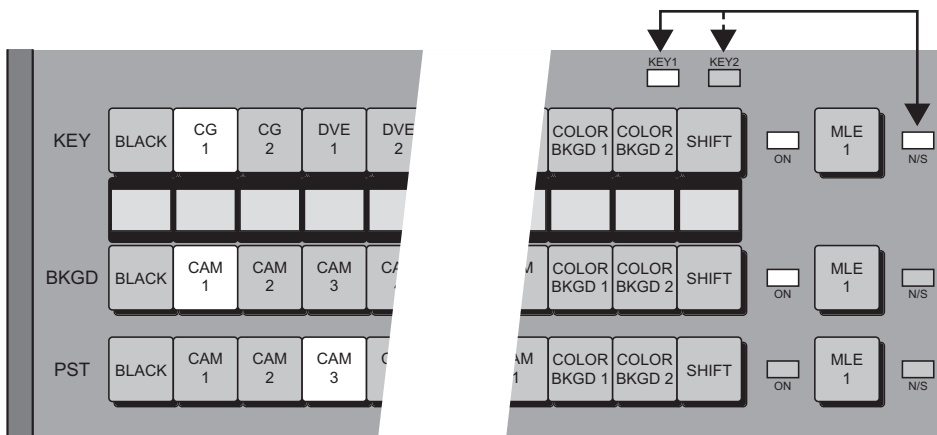 KEY1 KEY2
KEY BLACK CG 1 CG 2 DVE 1 DVE 2 COLOR BKGD 1 COLOR BKGD 2 SHIFT ON MLE 1 N/S
BKGD BLACK CAM 1 CAM 2 CAM 3 COLOR BKGD 1 COLOR BKGD 2 SHIFT ON MLE 1 N/S
PST BLACK CAM 1 CAM 2 CAM 3 COLOR BKGD 1 COLOR BKGD 2 SHIFT ON MLE 1 N/S